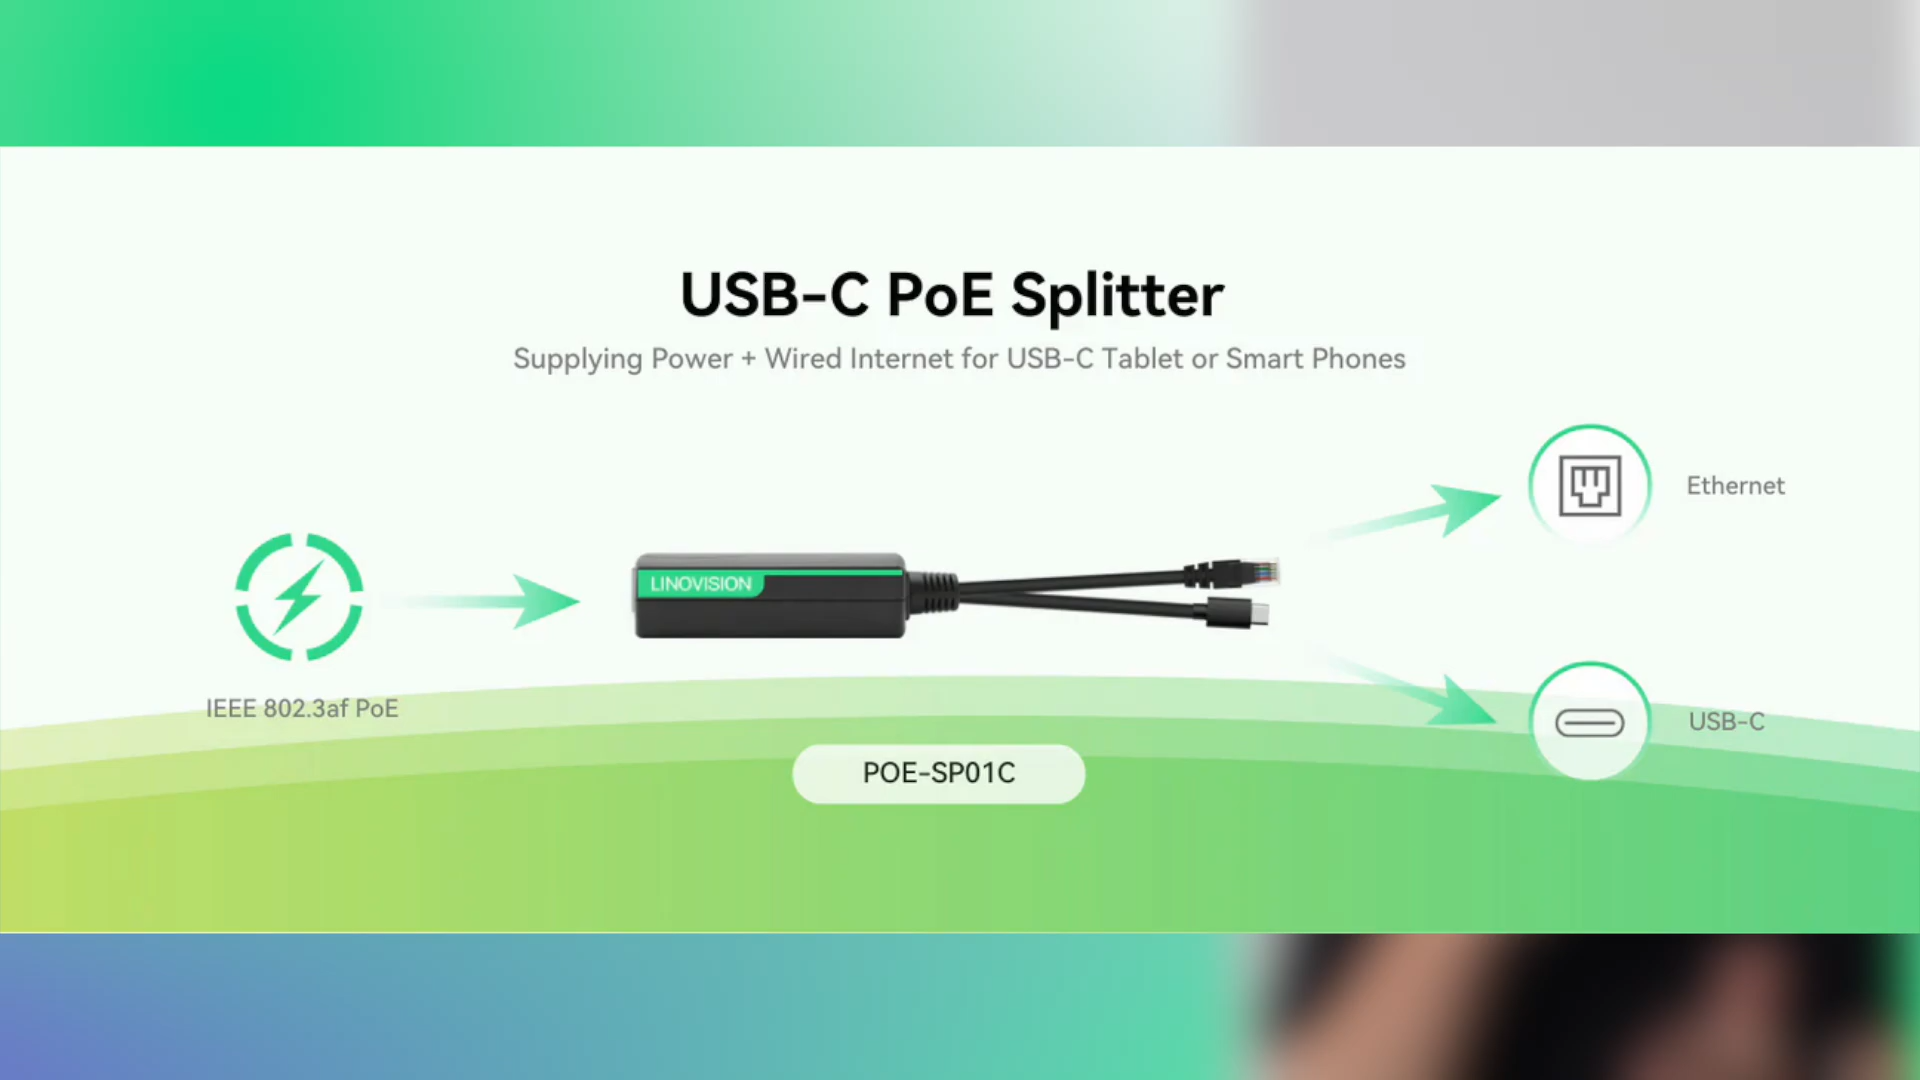 USB-C PoE Splitter
Supplying Power + Wired Internet for USB-C Tablet or Smart Phones
Ethernet
LINOVISION
IEEE 802.3af PoE
USB-C
POE-SP01C